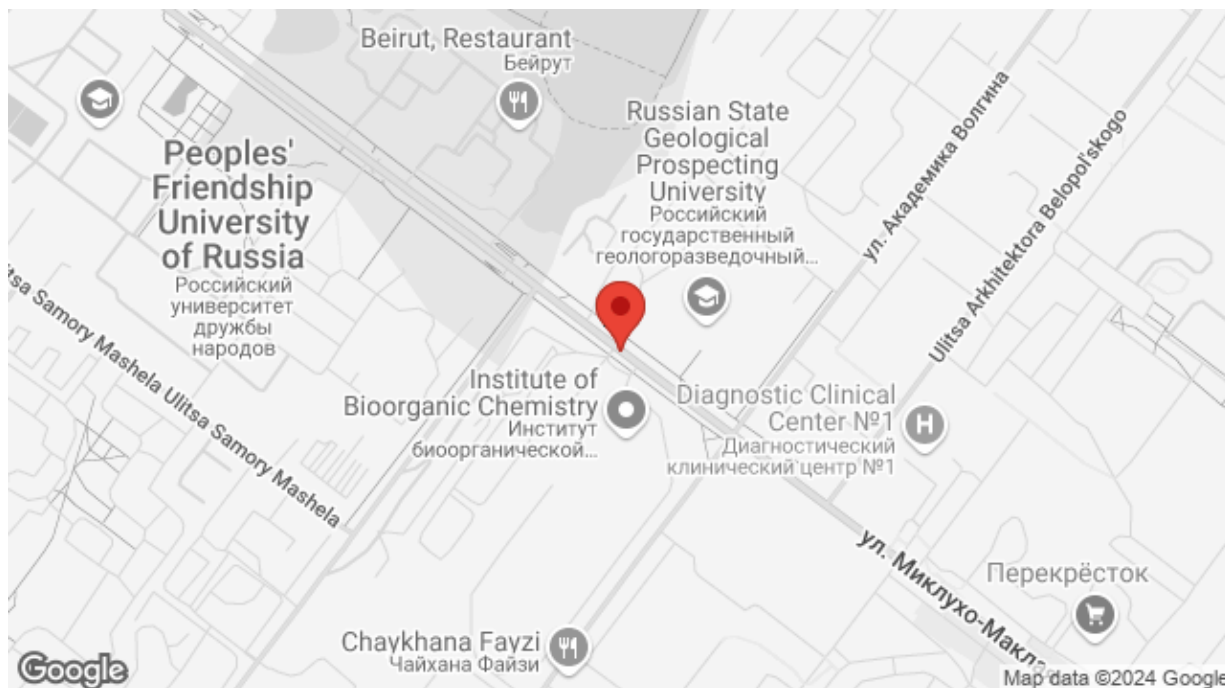 Beirut, Restaurant
Бейрут
Russian State
Geological
Prospecting
University
Российский
государственный
геологоразведочный...
Peoples'
Friendship
University
of Russia
Российский
университет
дружбы
народов
ул. Академика Волгина
Ulitsa Arkhitektora Belopol'skogo
Ulitsa Samory Mashela
Ulitsa Samory Mashela
Institute of
Bioorganic Chemistry
Институт
биоорганической...
Diagnostic Clinical
Center №1
Диагностический
клинический центр №1
H
ул. Миклухо-Макла
Перекрёсток
Chaykhana Fayzi
Чайхана Файзи
Google
Map data ©2024 Google